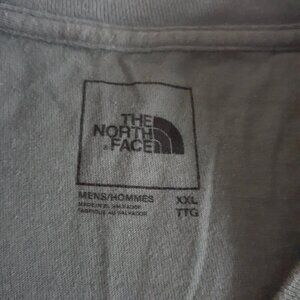 THE
NORTH
FACE
MENS/HOMMES XXL
MADE IN EL SALVADOR TTG
FABRIQUÉ AU SALVADOR